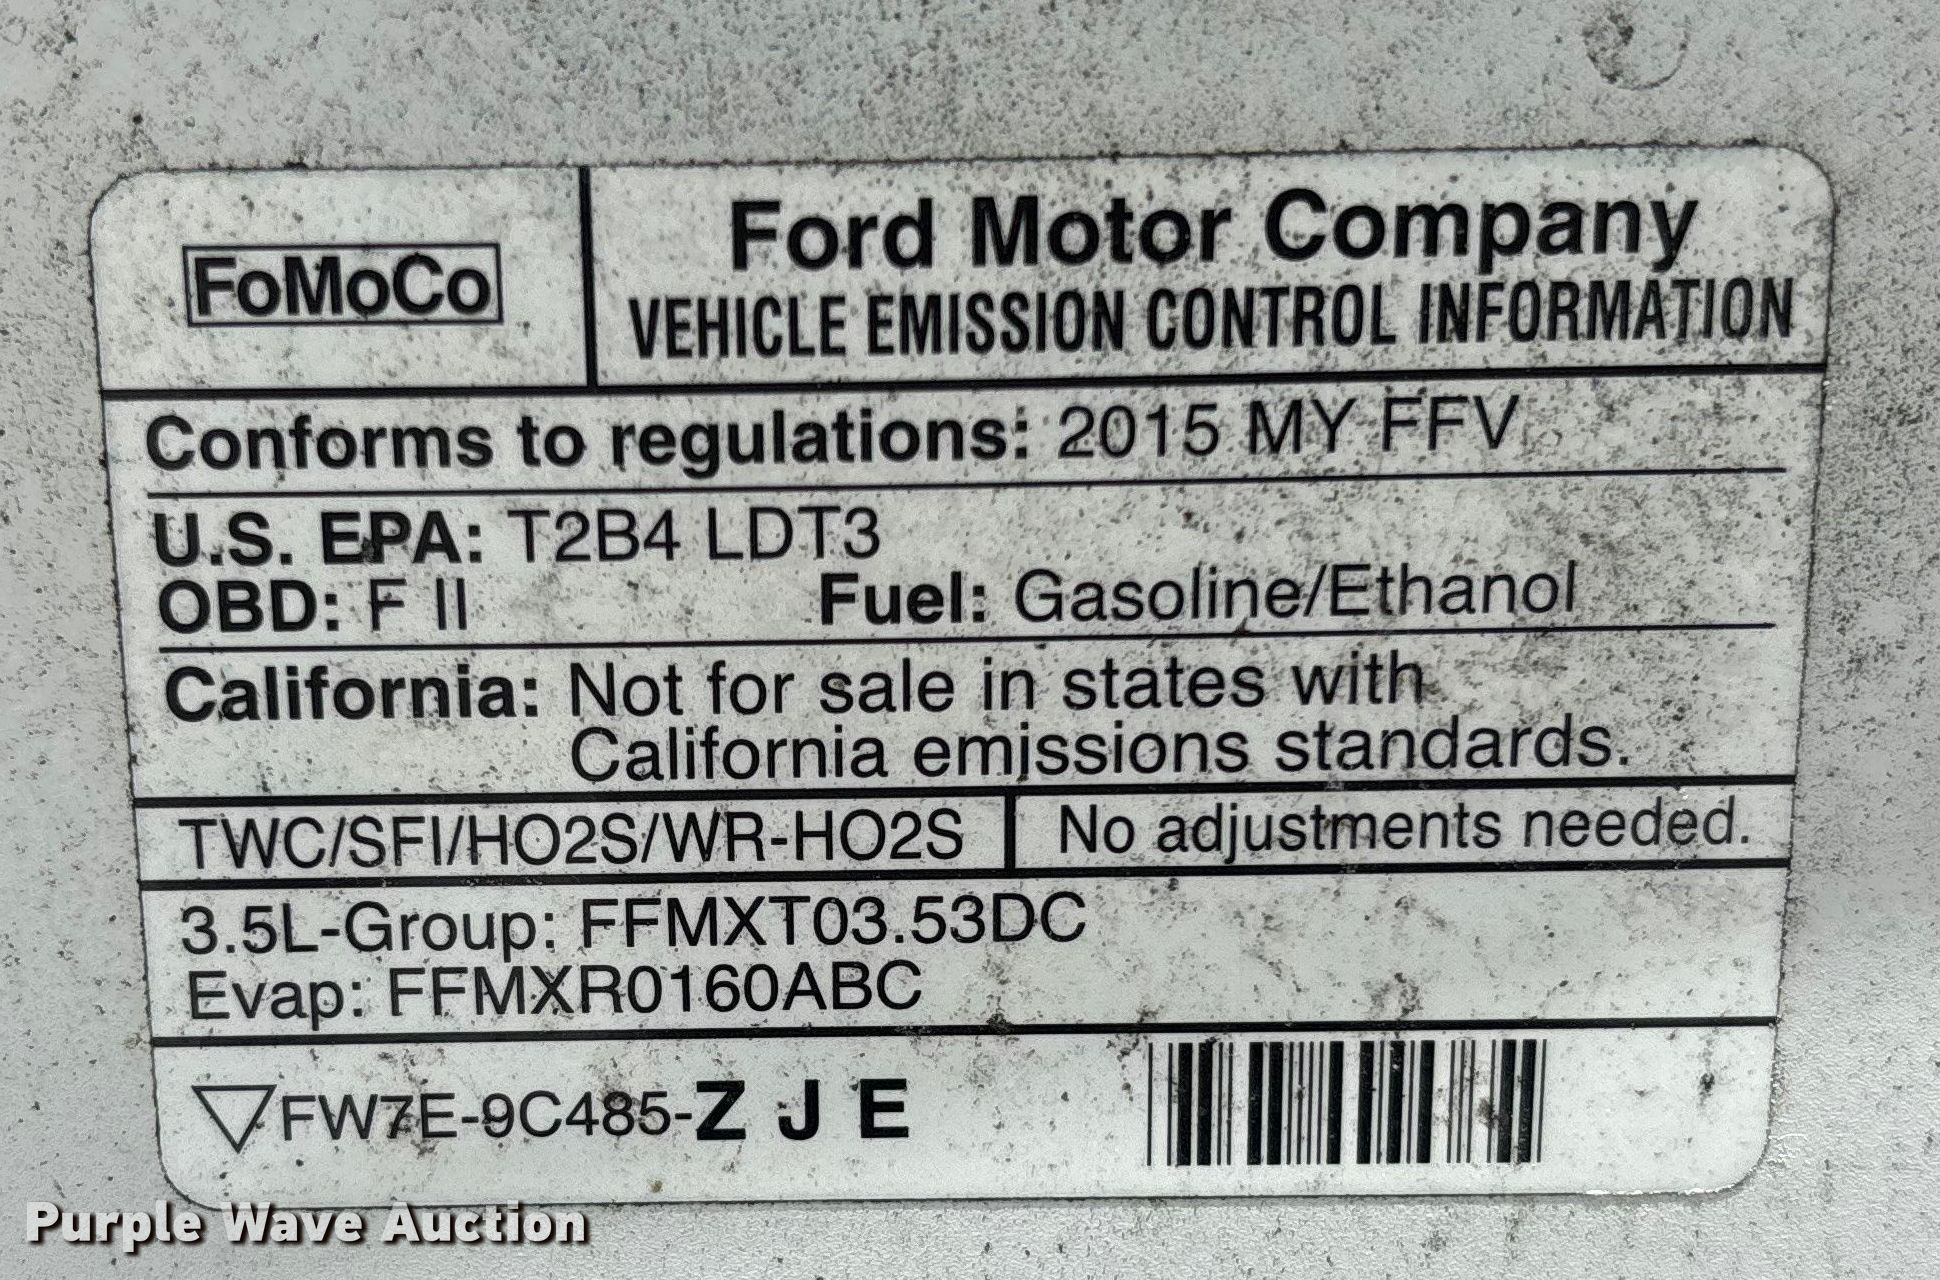 FoMoCo
Ford Motor Company
VEHICLE EMISSION CONTROL INFORMATION
Conforms to regulations: 2015 MY FFV
U.S. EPA: T2B4 LDT3
OBD: F II Fuel: Gasoline/Ethanol
California: Not for sale in states with
California emissions standards.
TWC/SFI/HO2S/WR-HO2S No adjustments needed.
3.5L-Group: FFMXT03.53DC
Evap: FFMXR0160ABC
FW7E-9C485-Z J E
Purple Wave Auction